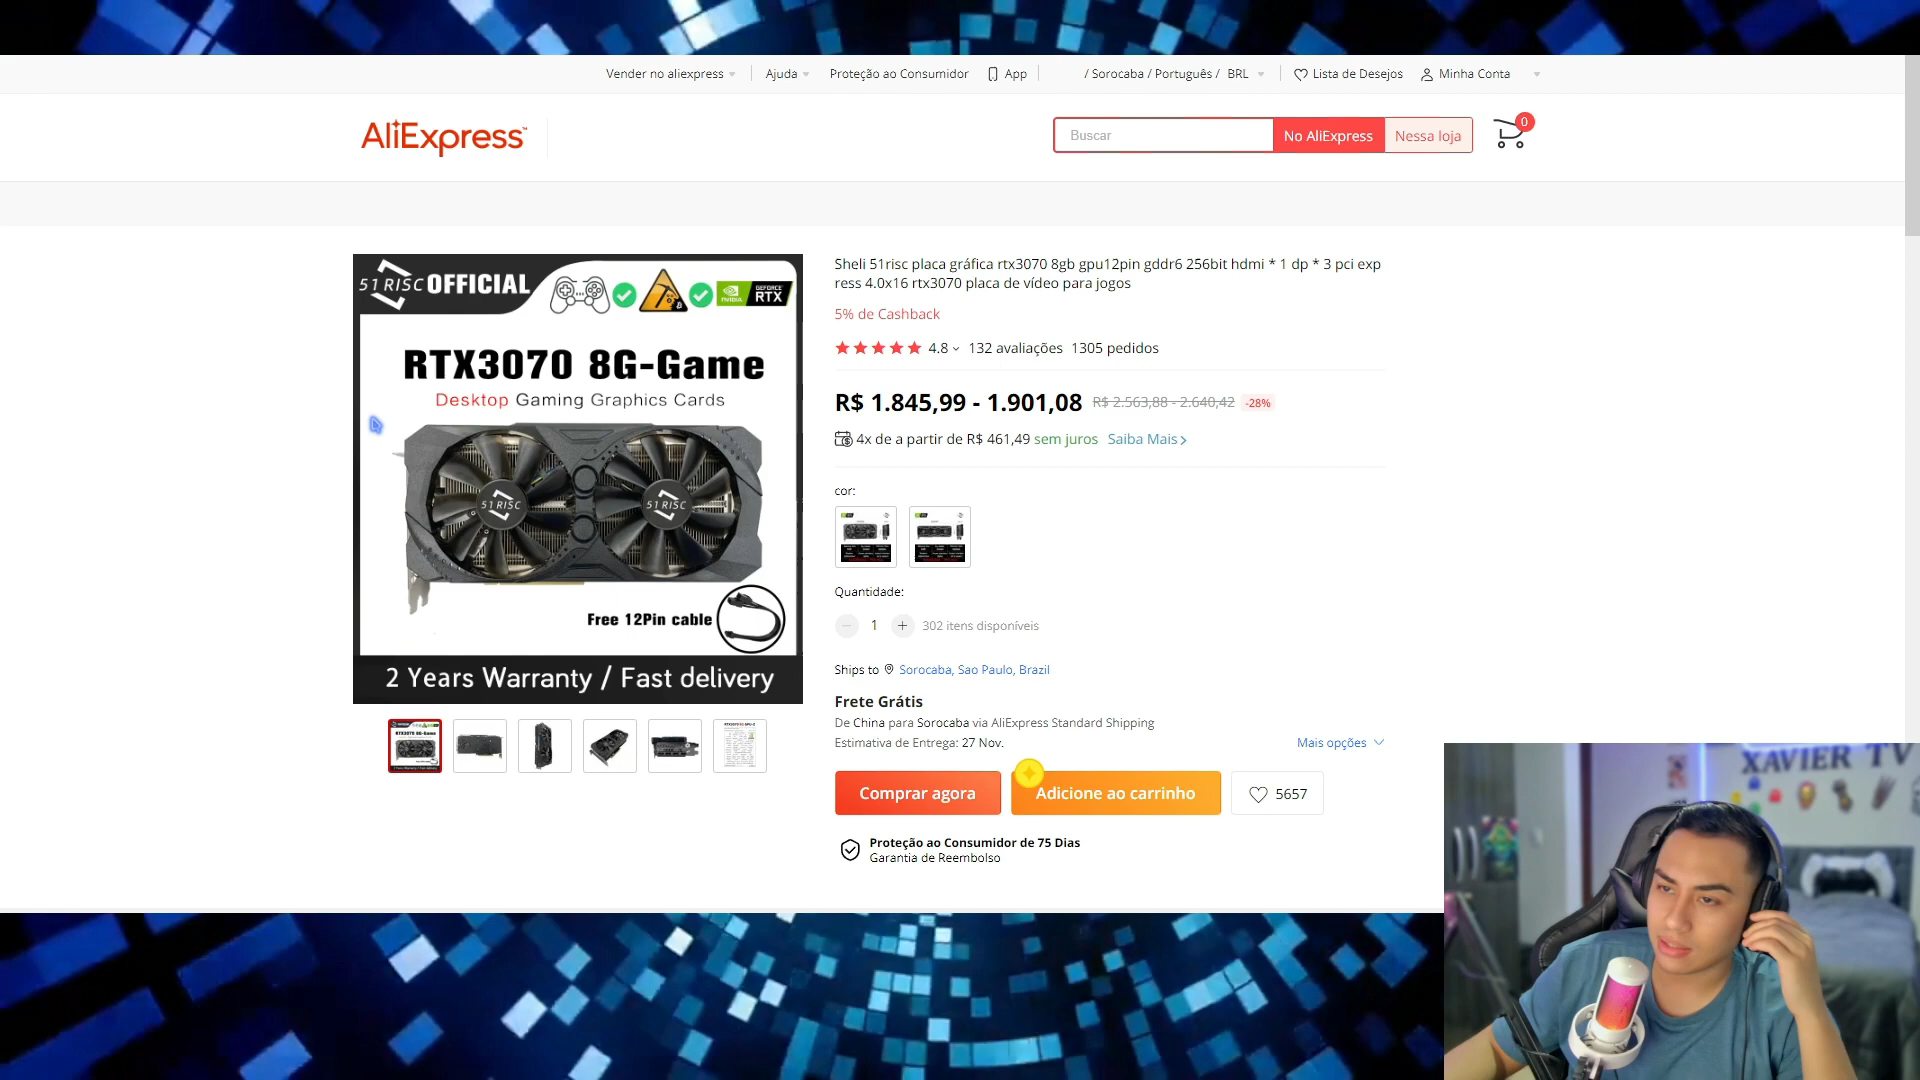 Vender no aliexpress
Ajuda
Proteção ao Consumidor
App
/ Sorocaba / Português / BRL
Lista de Desejos
Minha Conta
AliExpress™
Buscar
No AliExpress
Nessa loja
0
51 RISC OFFICIAL
NVIDIA
GEFORCE RTX
RTX3070 8G-Game
Desktop Gaming Graphics Cards
51 RISC
51 RISC
Free 12Pin cable
2 Years Warranty / Fast delivery
Sheli 51risc placa gráfica rtx3070 8gb gpu12pin gddr6 256bit hdmi * 1 dp * 3 pci exp
ress 4.0x16 rtx3070 placa de vídeo para jogos
5% de Cashback
4.8 132 avaliações 1305 pedidos
R$ 1.845,99 - 1.901,08 R$ 2.563,88 - 2.640,42 -28%
4x de a partir de R$ 461,49 sem juros Saiba Mais
cor:
Quantidade:
1 302 itens disponíveis
Ships to Sorocaba, Sao Paulo, Brazil
Frete Grátis
De China para Sorocaba via AliExpress Standard Shipping
Estimativa de Entrega: 27 Nov.
Mais opções
Comprar agora
Adicione ao carrinho
5657
Proteção ao Consumidor de 75 Dias
Garantia de Reembolso
XAVIER TV